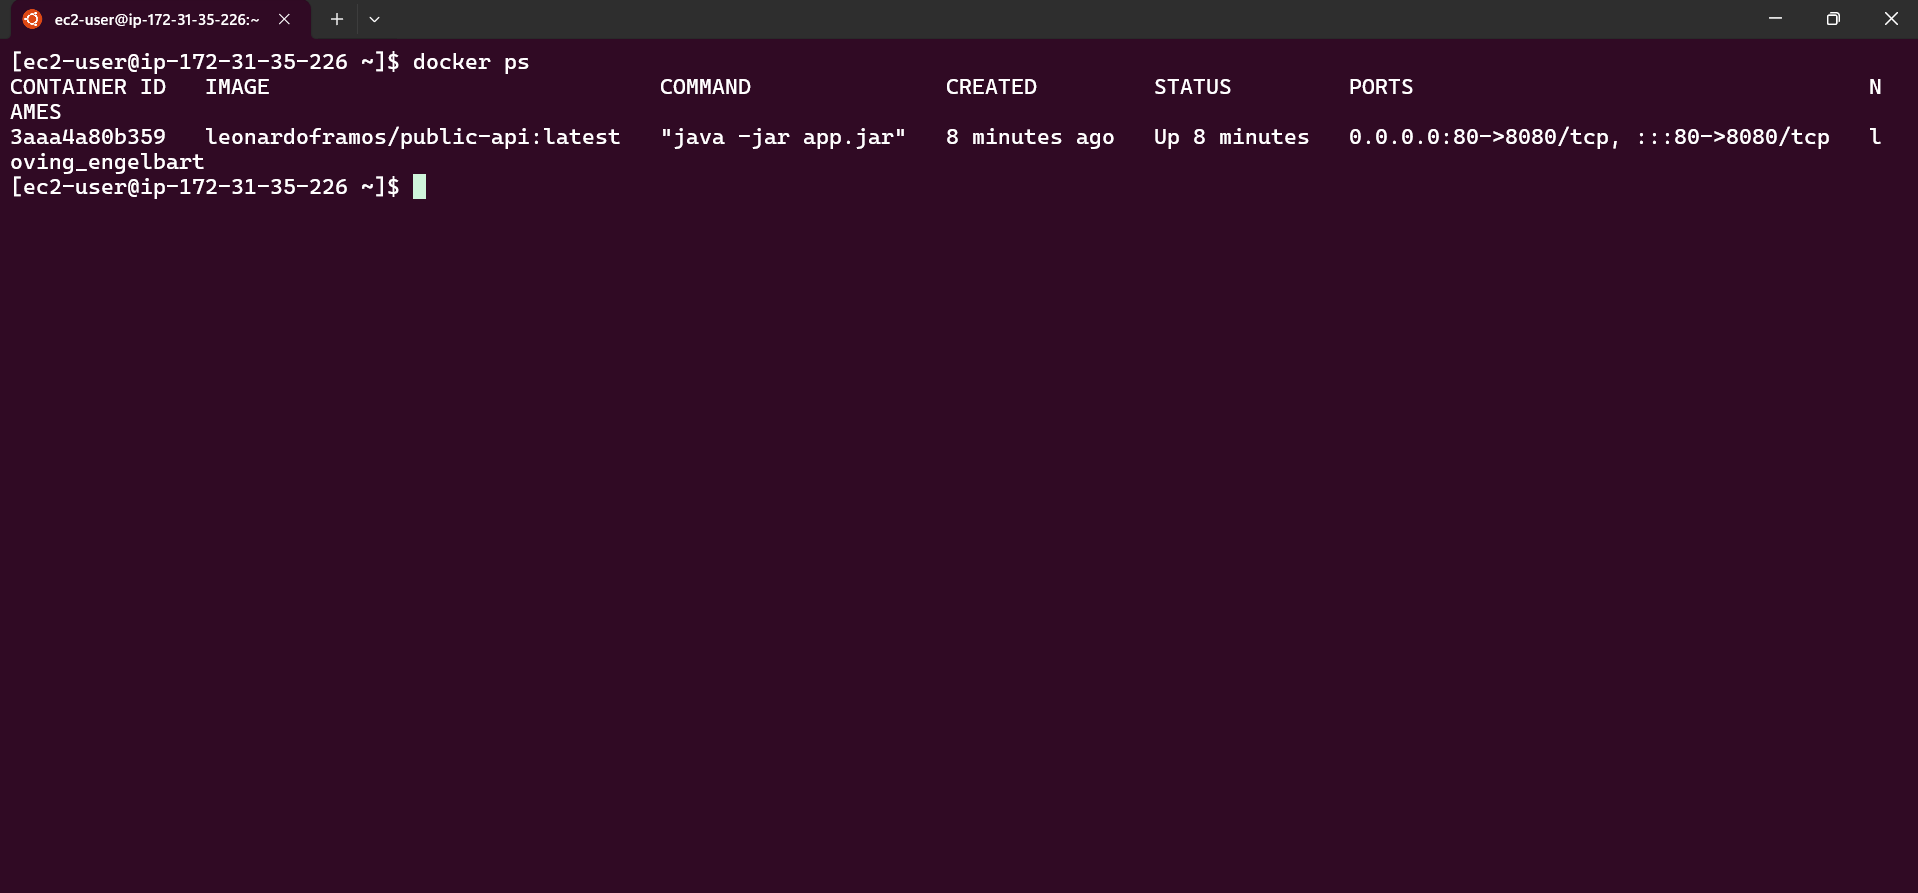 ec2-user@ip-172-31-35-226:~
[ec2-user@ip-172-31-35-226 ~]$ docker ps
CONTAINER ID   IMAGE                              COMMAND               CREATED         STATUS         PORTS                                   N
AMES
3aaa4a80b359   leonardoframos/public-api:latest   "java -jar app.jar"   8 minutes ago   Up 8 minutes   0.0.0.0:80->8080/tcp, :::80->8080/tcp   l
oving_engelbart
[ec2-user@ip-172-31-35-226 ~]$